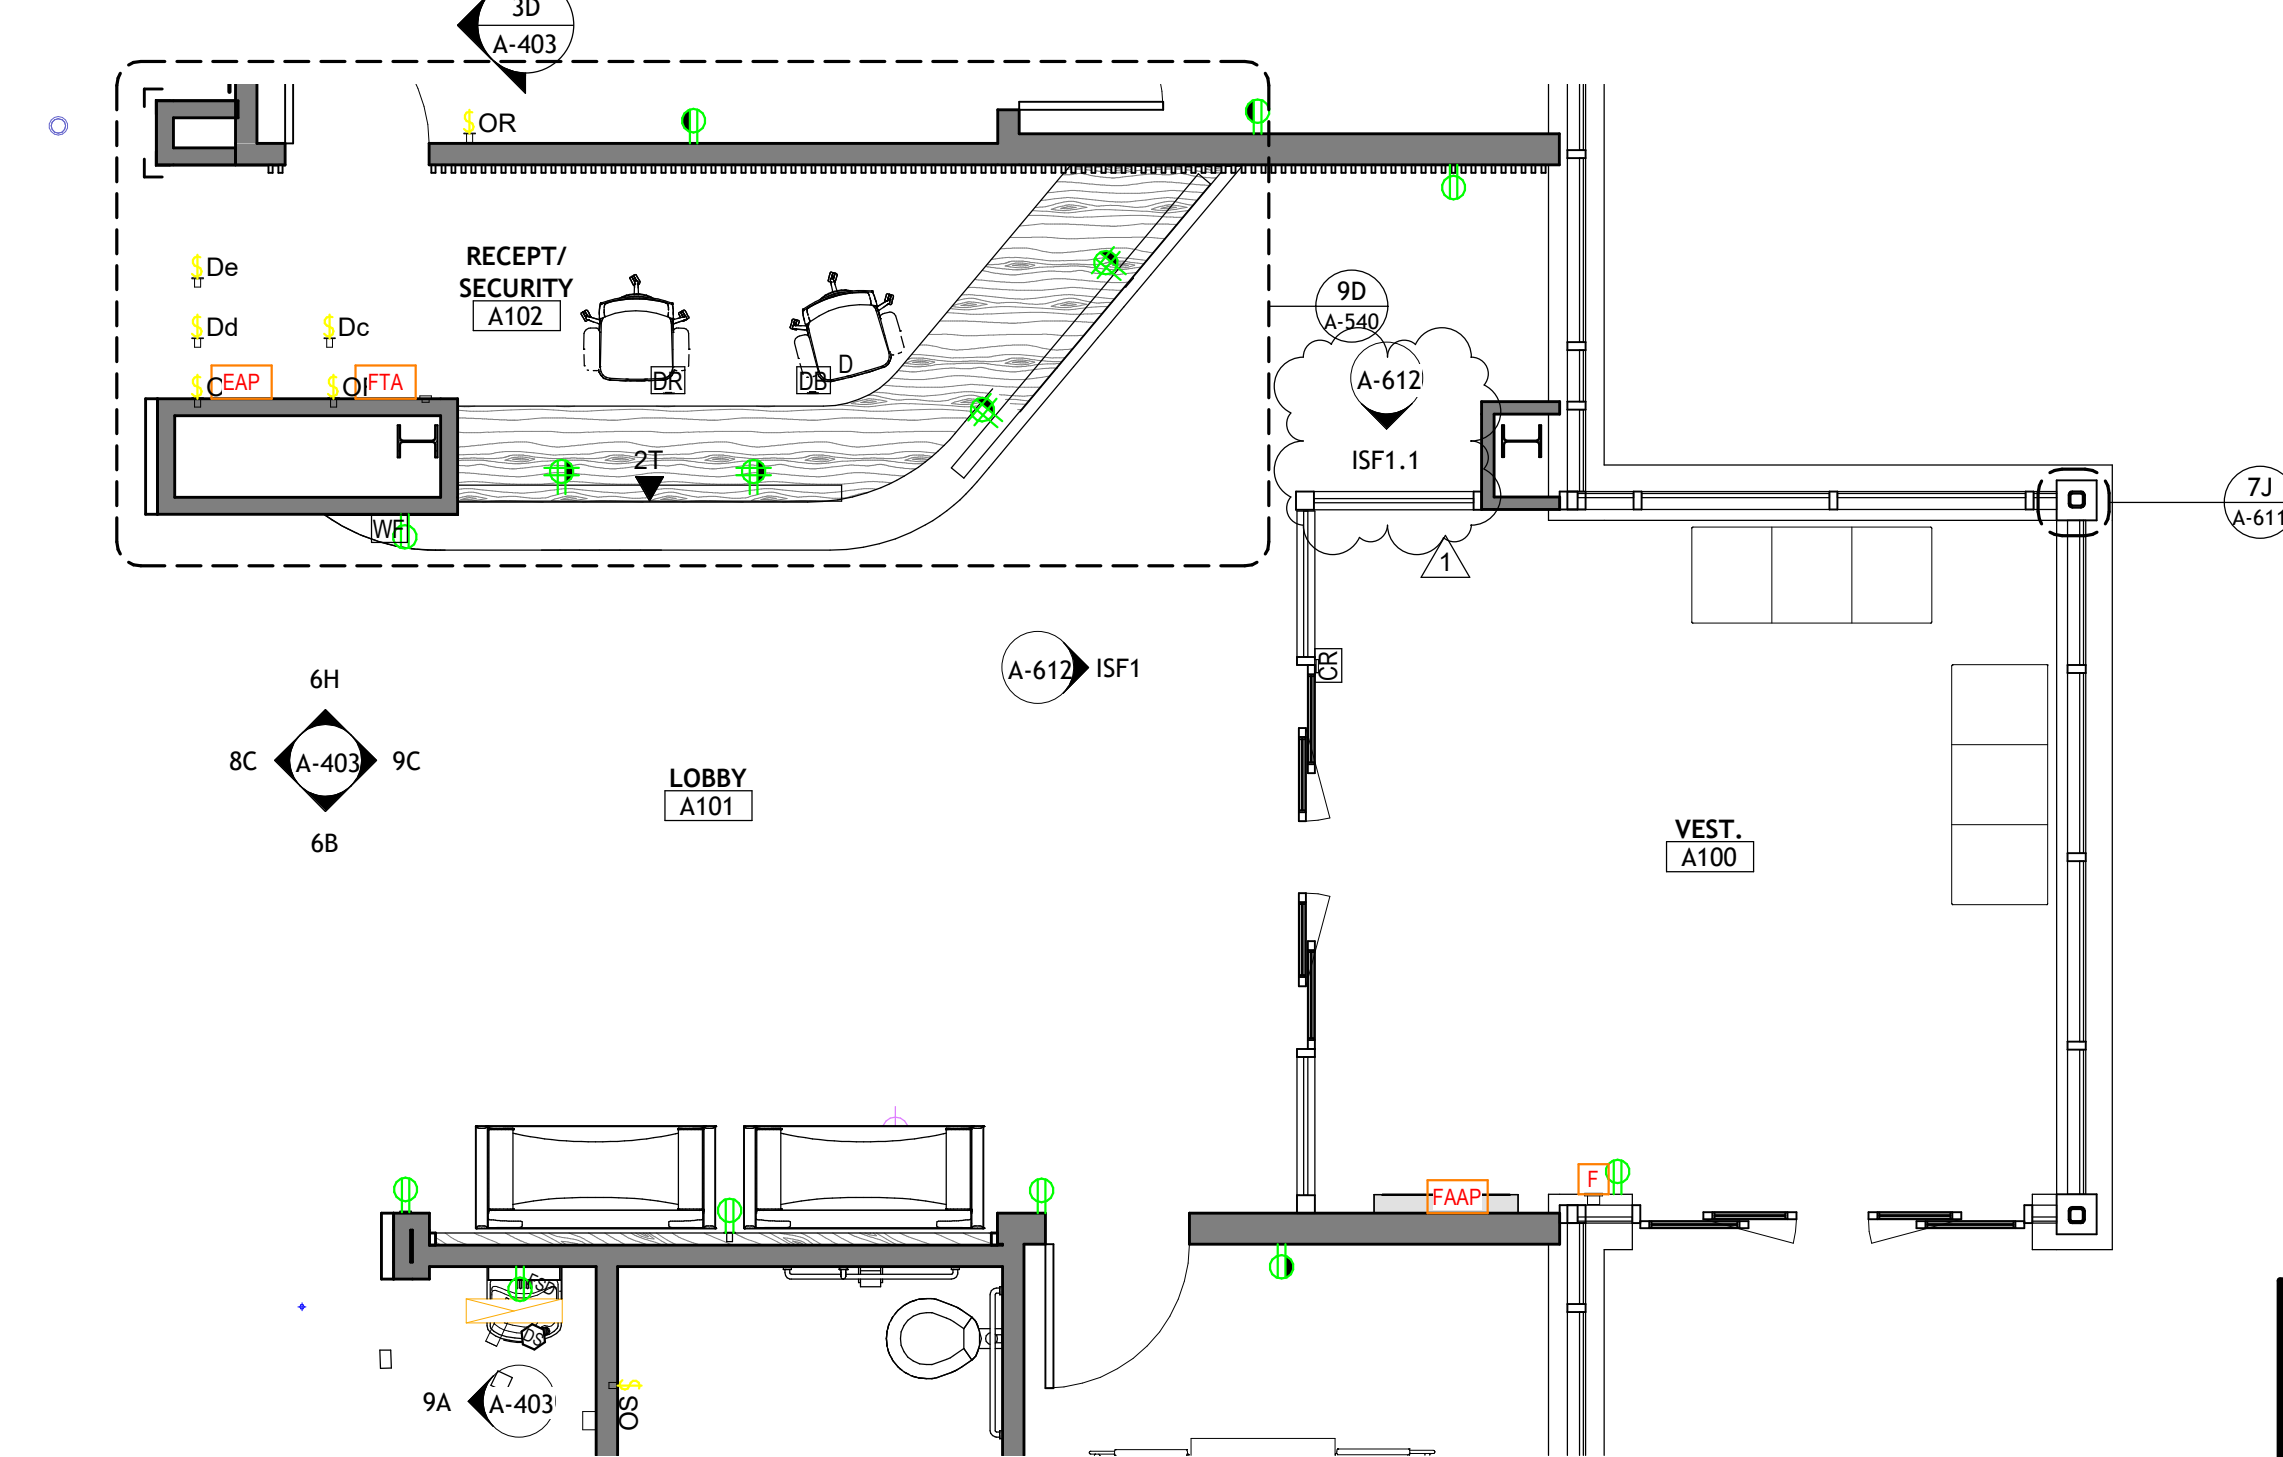 3D
A-403
$OR
RECEPT/
SECURITY
A102
$De
$Dd
$Dc
EAP
FTA
DR
DB
D
2T
WF
9D
A-540
A-612
ISF1.1
1
7J
A-611
A-612
ISF1
CR
6H
8C
A-403
9C
6B
LOBBY
A101
VEST.
A100
FAAP
F
DS
9A
A-403
$
OS